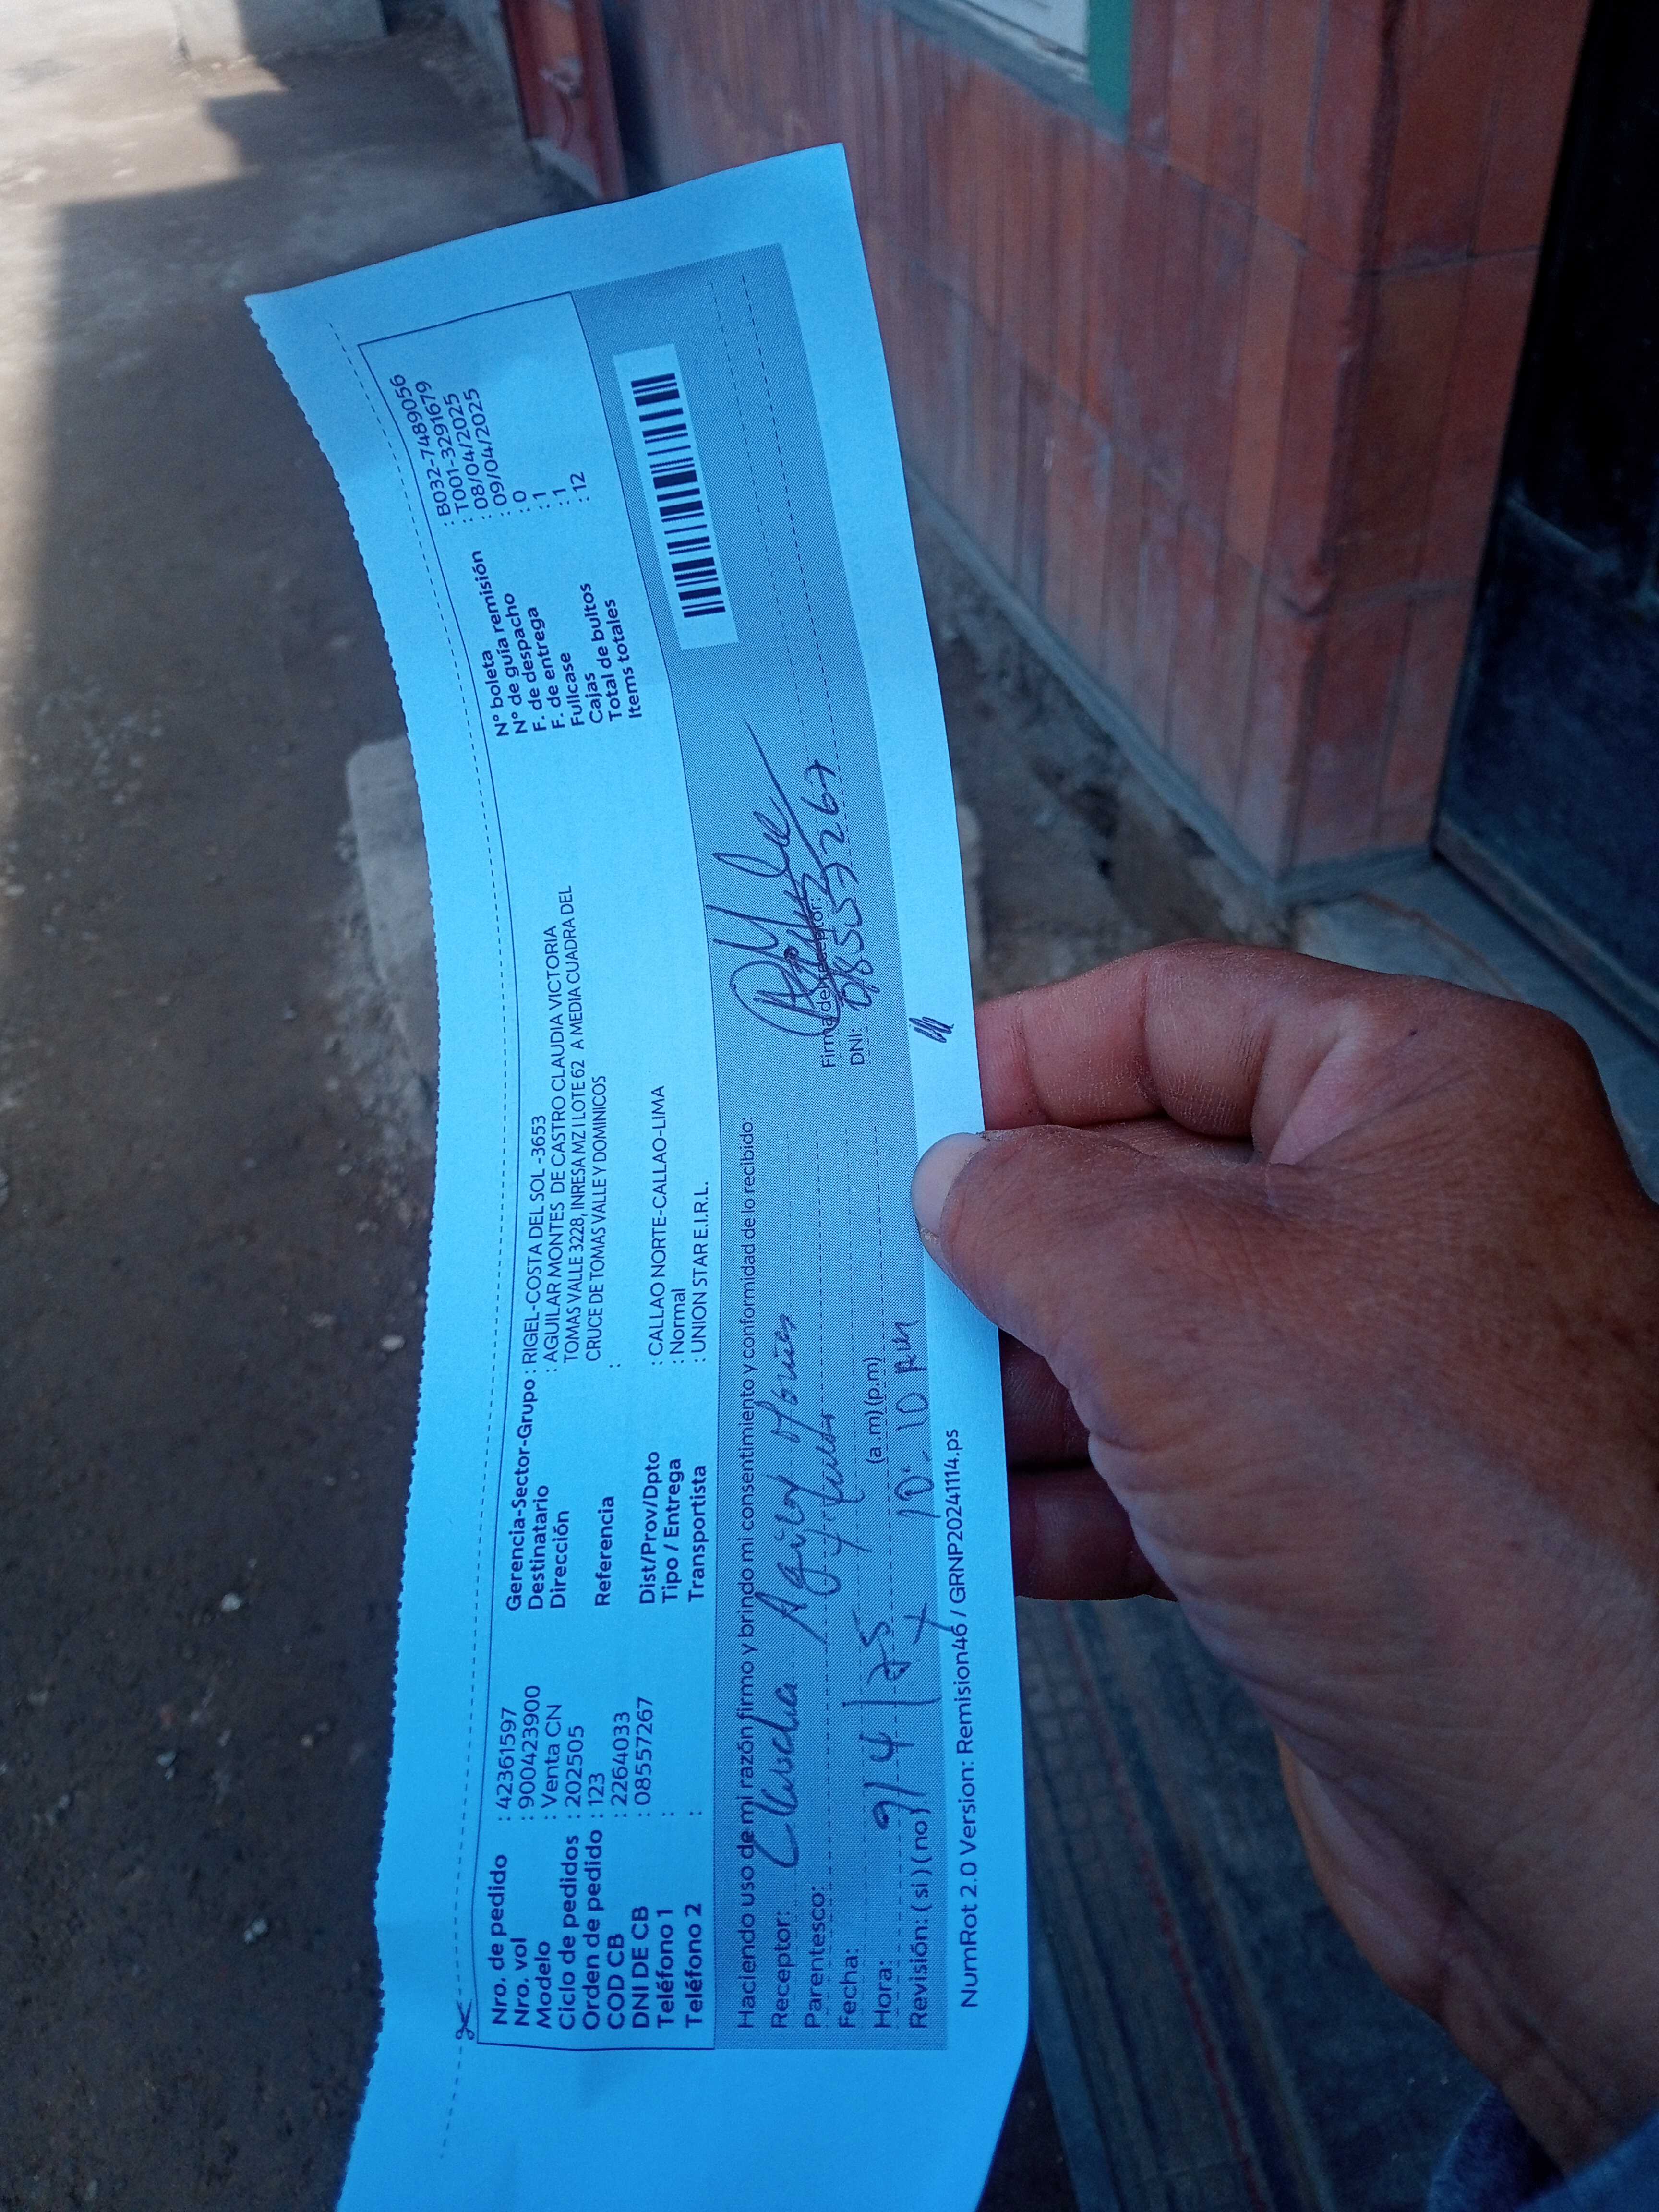 Nro. de pedido : 42361597
Nro. vol : 900423900
Modelo : Venta CN
Ciclo de pedidos : 202505
Orden de pedido : 123
COD CB : 2264033
DNI DE CB : 08557267
Teléfono 1 :
Teléfono 2 :
Gerencia-Sector-Grupo : RIGEL-COSTA DEL SOL -3653
Destinatario : AGUILAR MONTES DE CASTRO CLAUDIA VICTORIA
Dirección TOMAS VALLE 3228, INRESA MZ I LOTE 62 A MEDIA CUADRA DEL
CRUCE DE TOMAS VALLE Y DOMINICOS
Referencia :
Dist/Prov/Dpto : CALLAO NORTE-CALLAO-LIMA
Tipo / Entrega : Normal
Transportista : UNION STAR E.I.R.L.
N° boleta : B032-7489056
N° de guía remisión : T001-3291679
F. de despacho : 08/04/2025
F. de entrega : 09/04/2025
Fullcase : 0
Cajas : 1
Total de bultos : 1
Items totales : 12
Haciendo uso de mi razón firmo y brindo mi consentimiento y conformidad de lo recibido:
Receptor: Claudia Aguilar
Parentesco:
Fecha: 9/4/25
Hora: (a .m) (p.m)
Revisión: ( si ) ( no )
Firma del receptor:
DNI: 08557267
NumRot 2.0 Version: Remision46 / GRNP20241114.ps